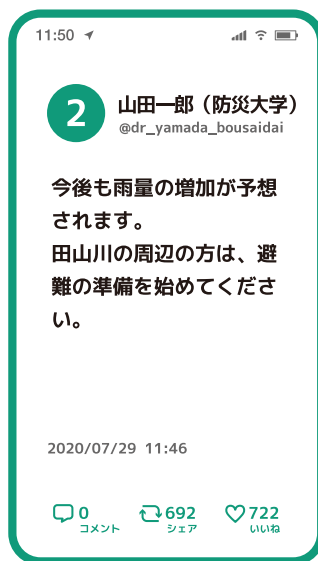 11:50
2
山田一郎（防災大学）
@dr_yamada_bousaidai
今後も雨量の増加が予想
されます。
田山川の周辺の方は、避
難の準備を始めてくださ
い。
2020/07/29 11:46
0 692 722
コメント シェア いいね